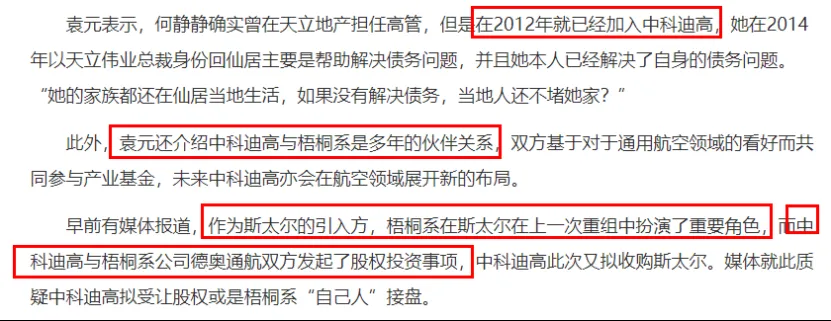 袁元表示，何静静确实曾在天立地产担任高管，但是在2012年就已经加入中科迪高，她在2014
年以天立伟业总裁身份回仙居主要是帮助解决债务问题，并且她本人已经解决了自身的债务问题。
“她的家族都还在仙居当地生活，如果没有解决债务，当地人还不堵她家？”
此外，袁元还介绍中科迪高与梧桐系是多年的伙伴关系，双方基于对于通用航空领域的看好而共
同参与产业基金，未来中科迪高亦会在航空领域展开新的布局。
早前有媒体报道，作为斯太尔的引入方，梧桐系在斯太尔在上一次重组中扮演了重要角色，而中
科迪高与梧桐系公司德奥通航双方发起了股权投资事项，中科迪高此次又拟收购斯太尔。媒体就此质
疑中科迪高拟受让股权或是梧桐系“自己人”接盘。